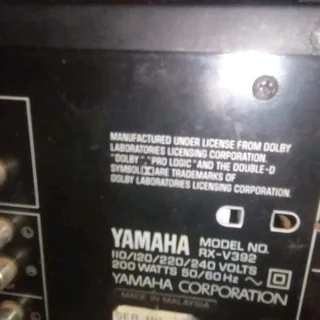 MANUFACTURED UNDER LICENSE FROM DOLBY
LABORATORIES LICENSING CORPORATION.
"DOLBY", "PRO LOGIC" AND THE DOUBLE-D
SYMBOL ARE TRADEMARKS OF
DOLBY LABORATORIES LICENSING CORPORATION.
YAMAHA MODEL NO. RX-V392
110/120/220/240 VOLTS
200 WATTS 50/60 Hz
YAMAHA CORPORATION
MADE IN MALAYSIA
SER NO.